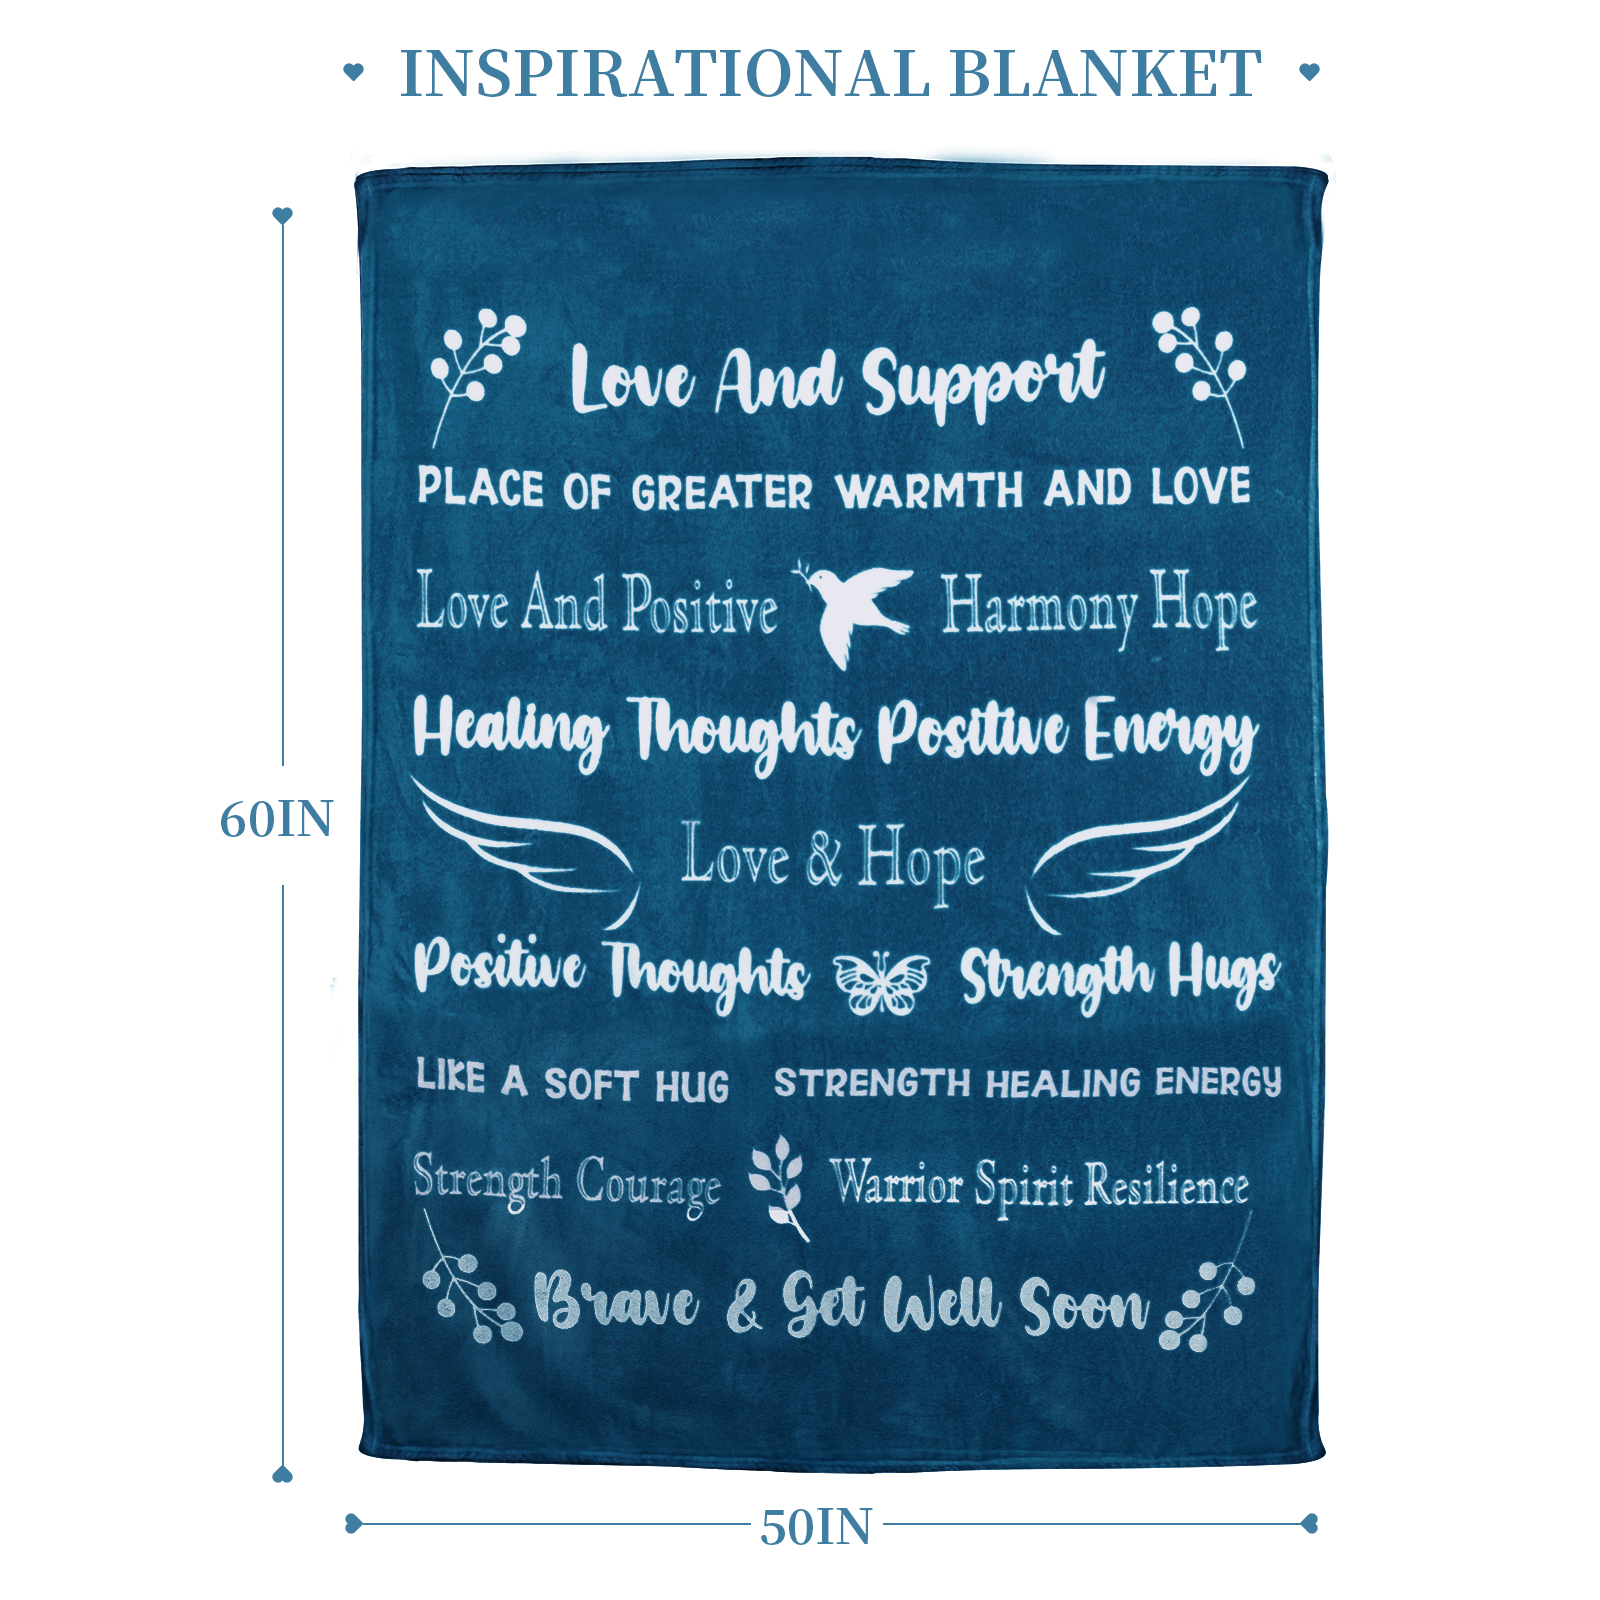 INSPIRATIONAL BLANKET
Love And Support
PLACE OF GREATER WARMTH AND LOVE
Love And Positive Harmony Hope
Healing Thoughts Positive Energy
60IN
Love & Hope
Positive Thoughts Strength Hugs
LIKE A SOFT HUG STRENGTH HEALING ENERGY
Strength Courage Warrior Spirit Resilience
Brave & Get Well Soon
50IN